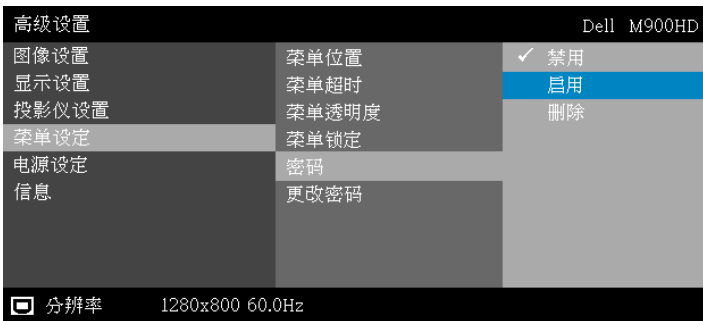 高级设置 Dell M900HD
图像设置 菜单位置 ✓ 禁用
显示设置 菜单超时 启用
投影仪设置 菜单透明度 删除
菜单设定 菜单锁定
电源设定 密码
信息 更改密码
分辨率 1280x800 60.0Hz